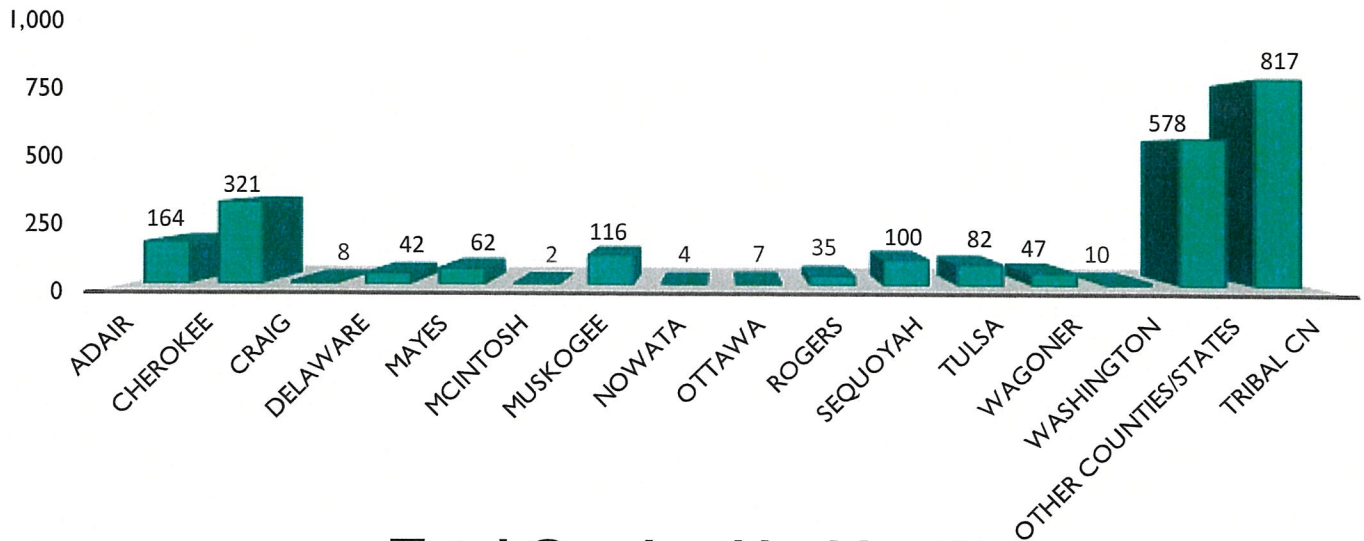 1,000
750
500
250
0
164
321
8
42
62
2
116
4
7
35
100
82
47
10
578
817
ADAIR
CHEROKEE
CRAIG
DELAWARE
MAYES
MCINTOSH
MUSKOGEE
NOWATA
OTTAWA
ROGERS
SEQUOYAH
TULSA
WAGONER
WASHINGTON
OTHER COUNTIES/STATES
TRIBAL CN